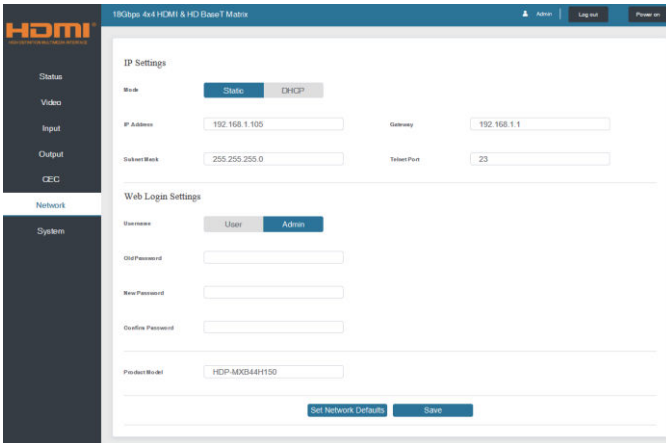 HDMI®
HIGH-DEFINITION MULTIMEDIA INTERFACE
18Gbps 4x4 HDMI & HD BaseT Matrix
Admin
Log out
Power on
Status
Video
Input
Output
CEC
Network
System
IP Settings
Mode
Static
DHCP
IP Address
192.168.1.105
Gateway
192.168.1.1
Subnet Mask
255.255.255.0
Telnet Port
23
Web Login Settings
Username
User
Admin
Old Password
New Password
Confirm Password
Product Model
HDP-MXB44H150
Set Network Defaults
Save